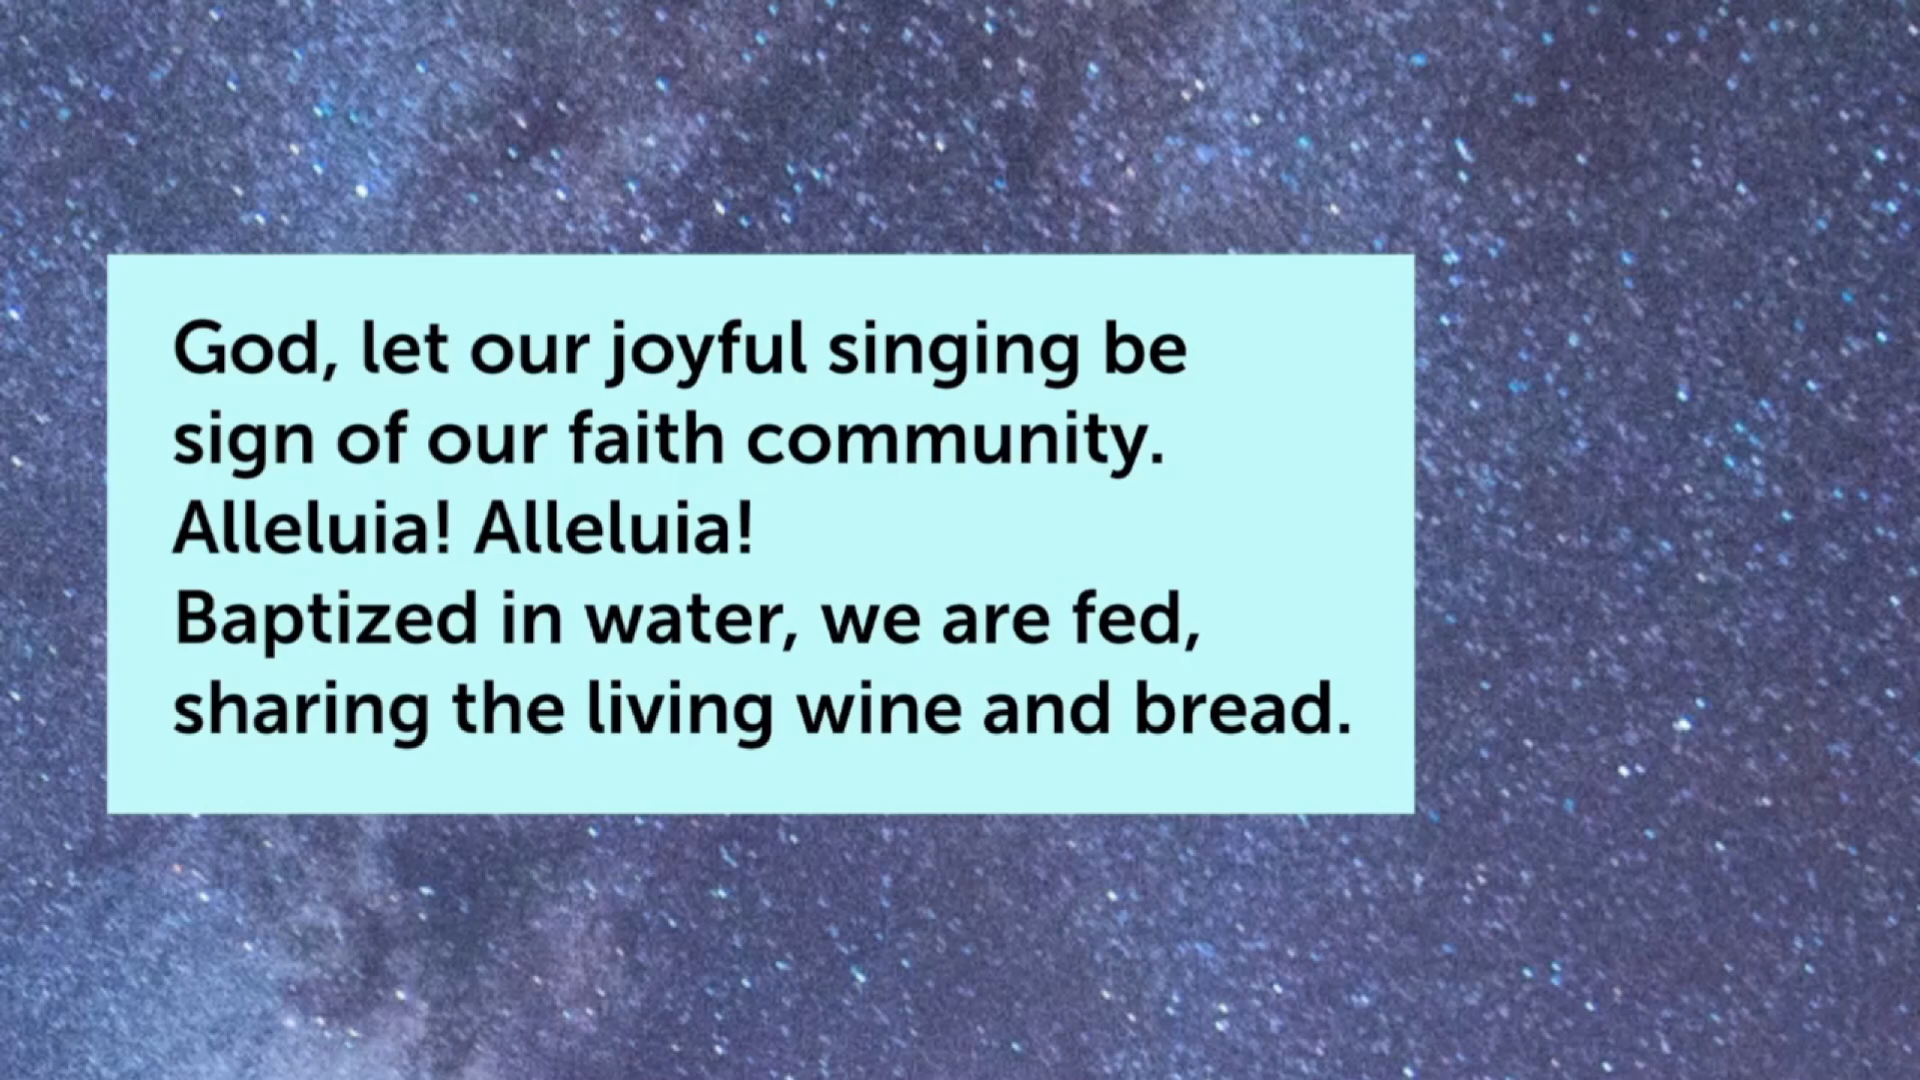 God, let our joyful singing be
sign of our faith community.
Alleluia! Alleluia!
Baptized in water, we are fed,
sharing the living wine and bread.